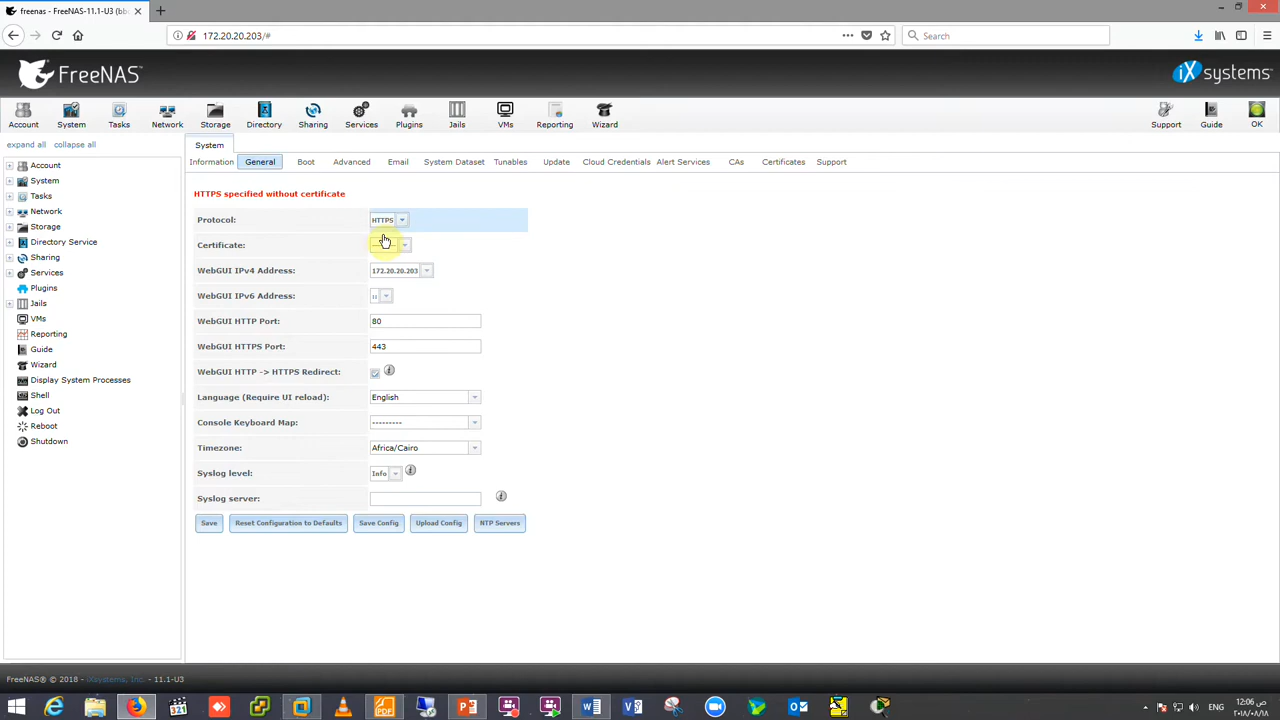 freenas - FreeNAS-11.1-U3 (bbc
172.20.20.203/#
Search
FreeNAS®
iXsystems
Account
System
Tasks
Network
Storage
Directory
Sharing
Services
Plugins
Jails
VMs
Reporting
Wizard
Support
Guide
OK
expand all collapse all
Account
System
Tasks
Network
Storage
Directory Service
Sharing
Services
Plugins
Jails
VMs
Reporting
Guide
Wizard
Display System Processes
Shell
Log Out
Reboot
Shutdown
System
Information General Boot Advanced Email System Dataset Tunables Update Cloud Credentials Alert Services CAs Certificates Support
HTTPS specified without certificate
Protocol: HTTPS
Certificate:
WebGUI IPv4 Address: 172.20.20.203
WebGUI IPv6 Address: ::
WebGUI HTTP Port: 80
WebGUI HTTPS Port: 443
WebGUI HTTP -> HTTPS Redirect:
Language (Require UI reload): English
Console Keyboard Map: ---------
Timezone: Africa/Cairo
Syslog level: Info
Syslog server:
Save Reset Configuration to Defaults Save Config Upload Config NTP Servers
FreeNAS® © 2018 - iXsystems, Inc. - 11.1-U3
ENG
12:06 ص